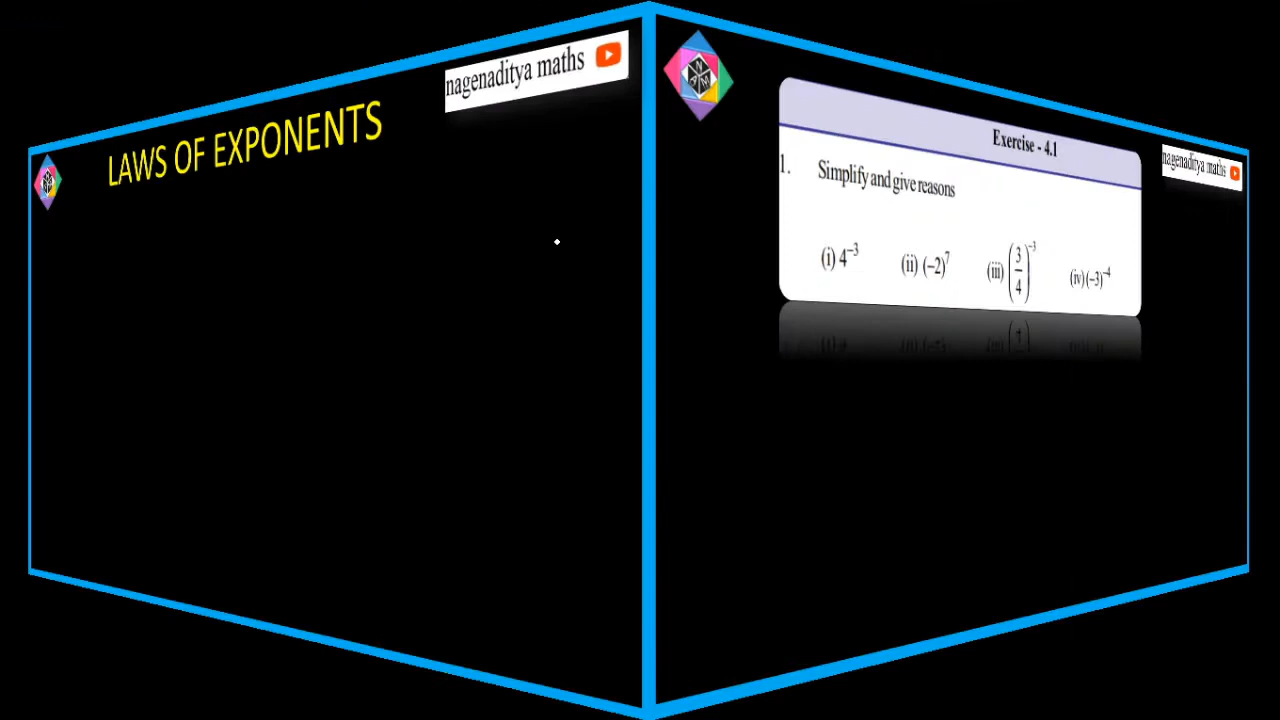 nagenaditya maths
LAWS OF EXPONENTS
N
A M
Exercise - 4.1
nagenaditya maths
1. Simplify and give reasons
(i) 4⁻³ (ii) (–2)⁷ (iii) (3/4)⁻³ (iv) (–3)⁻⁴